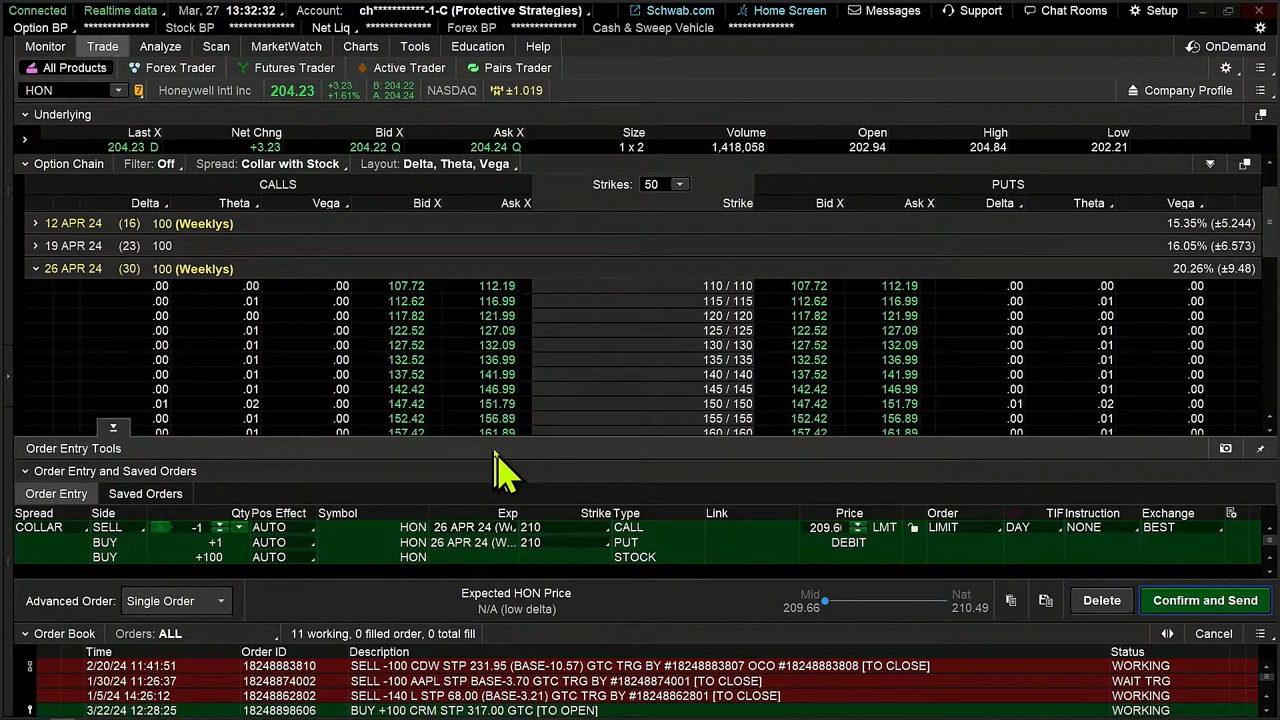 Connected Realtime data Mar, 27 13:32:32 Account: ch**********-1-C (Protective Strategies) Schwab.com Home Screen Messages Support Chat Rooms Setup
Option BP Stock BP Net Liq Forex BP Cash & Sweep Vehicle
Monitor Trade Analyze Scan MarketWatch Charts Tools Education Help OnDemand
All Products Forex Trader Futures Trader Active Trader Pairs Trader
HON 7 Honeywell Intl Inc 204.23 +3.23 +1.61% B: 204.22 A: 204.24 NASDAQ ±1.019 Company Profile
Underlying
Last X Net Chng Bid X Ask X Size Volume Open High Low
204.23 D +3.23 204.22 Q 204.24 Q 1 x 2 1,418,058 202.94 204.84 202.21
Option Chain Filter: Off Spread: Collar with Stock Layout: Delta, Theta, Vega
CALLS Strikes: 50 PUTS
Delta Theta Vega Bid X Ask X Strike Bid X Ask X Delta Theta Vega
12 APR 24 (16) 100 (Weeklys) 15.35% (±5.244)
19 APR 24 (23) 100 16.05% (±6.573)
26 APR 24 (30) 100 (Weeklys) 20.26% (±9.48)
.00 .00 .00 107.72 112.19 110 / 110 107.72 112.19 .00 .00 .00
.00 .01 .00 112.62 116.99 115 / 115 112.62 116.99 .00 .01 .00
.00 .01 .00 117.82 121.99 120 / 120 117.82 121.99 .00 .01 .00
.00 .01 .00 122.52 127.09 125 / 125 122.52 127.09 .00 .01 .00
.00 .01 .00 127.52 132.09 130 / 130 127.52 132.09 .00 .01 .00
.00 .01 .00 132.52 136.99 135 / 135 132.52 136.99 .00 .01 .00
.00 .01 .00 137.52 141.99 140 / 140 137.52 141.99 .00 .01 .00
.00 .01 .00 142.42 146.99 145 / 145 142.42 146.99 .00 .01 .00
.01 .02 .00 147.42 151.79 150 / 150 147.42 151.79 .01 .02 .00
.00 .01 .00 152.42 156.89 155 / 155 152.42 156.89 .00 .01 .00
.00 .01 .00 157.42 161.89 160 / 160 157.42 161.89 .00 .01 .00
Order Entry Tools
Order Entry and Saved Orders
Order Entry Saved Orders
Spread Side Qty Pos Effect Symbol Exp Strike Type Link Price Order TIF Instruction Exchange
COLLAR SELL -1 AUTO HON 26 APR 24 (W... 210 CALL 209.6 LMT LIMIT DAY NONE BEST
BUY +1 AUTO HON 26 APR 24 (W... 210 PUT DEBIT
BUY +100 AUTO HON STOCK
Advanced Order: Single Order Expected HON Price N/A (low delta) Mid 209.66 Nat 210.49 Delete Confirm and Send
Order Book Orders: ALL 11 working, 0 filled order, 0 total fill Cancel
Time Order ID Description Status
2/20/24 11:41:51 18248883810 SELL -100 CDW STP 231.95 (BASE-10.57) GTC TRG BY #18248883807 OCO #18248883808 [TO CLOSE] WORKING
1/30/24 11:26:37 18248874002 SELL -100 AAPL STP BASE-3.70 GTC TRG BY #18248874001 [TO CLOSE] WAIT TRG
1/5/24 14:26:12 18248862802 SELL -140 L STP 68.00 (BASE-3.21) GTC TRG BY #18248862801 [TO CLOSE] WORKING
3/22/24 12:28:25 18248898606 BUY +100 CRM STP 317.00 GTC [TO OPEN] WORKING